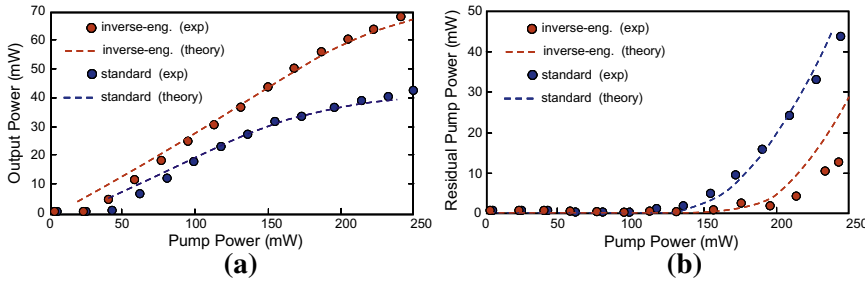 70
60
50
40
30
20
10
0
Output Power (mW)
inverse-eng. (exp)
inverse-eng. (theory)
standard (exp)
standard (theory)
0 50 100 150 200 250
Pump Power (mW)
(a)
50
40
30
20
10
0
Residual Pump Power (mW)
inverse-eng. (exp)
inverse-eng. (theory)
standard (exp)
standard (theory)
0 50 100 150 200 250
Pump Power (mW)
(b)